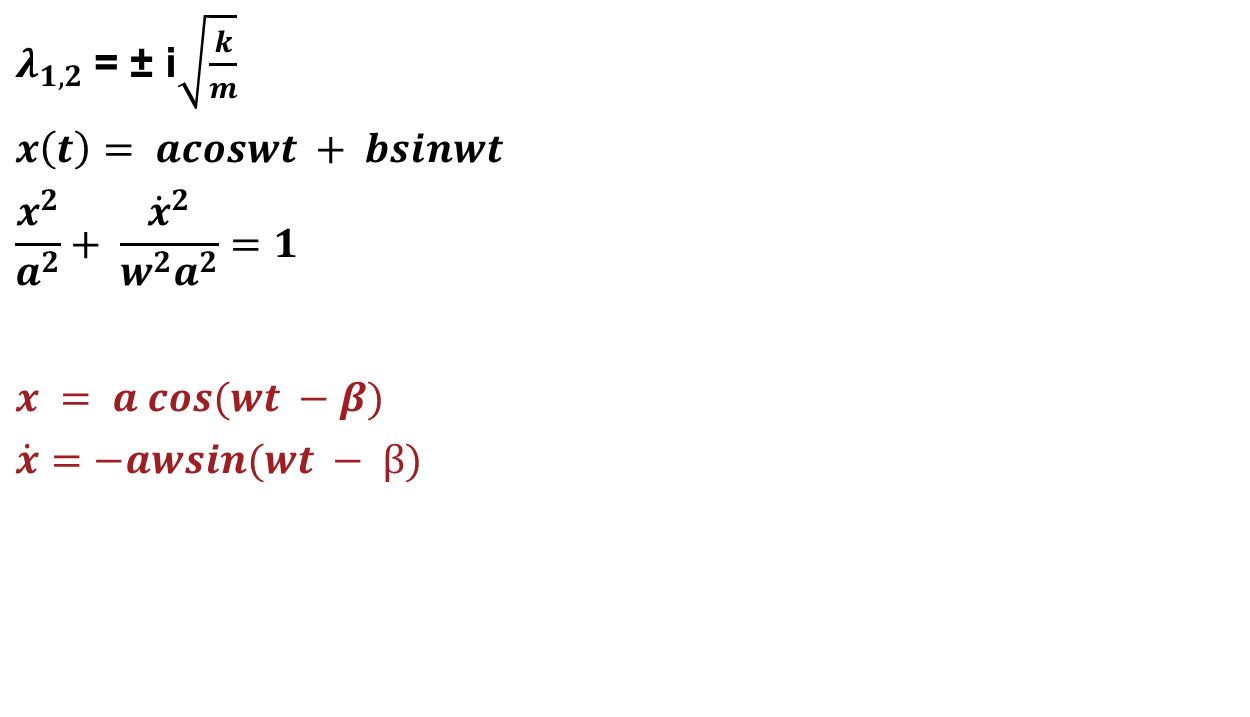 λ₁,₂ = ± i√(k/m)
x(t) = acoswt + bsinwt
x²/a² + ẋ²/w²a² = 1
x = a cos(wt − β)
ẋ = −awsin(wt − β)